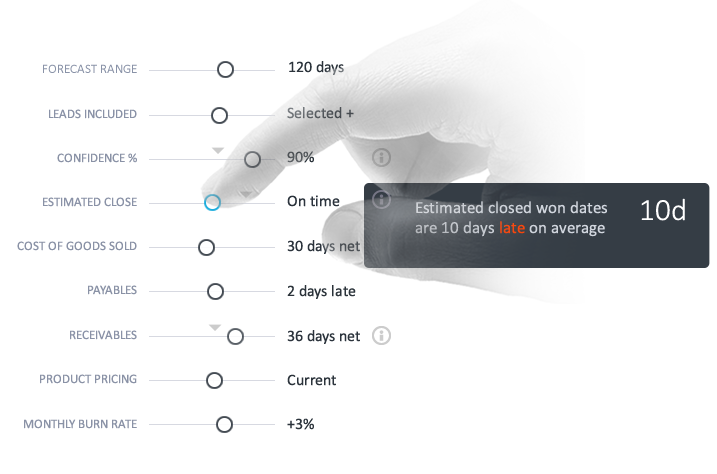 FORECAST RANGE 120 days
LEADS INCLUDED Selected +
CONFIDENCE % 90%
ESTIMATED CLOSE On time
Estimated closed won dates 10d
are 10 days late on average
COST OF GOODS SOLD 30 days net
PAYABLES 2 days late
RECEIVABLES 36 days net
PRODUCT PRICING Current
MONTHLY BURN RATE +3%